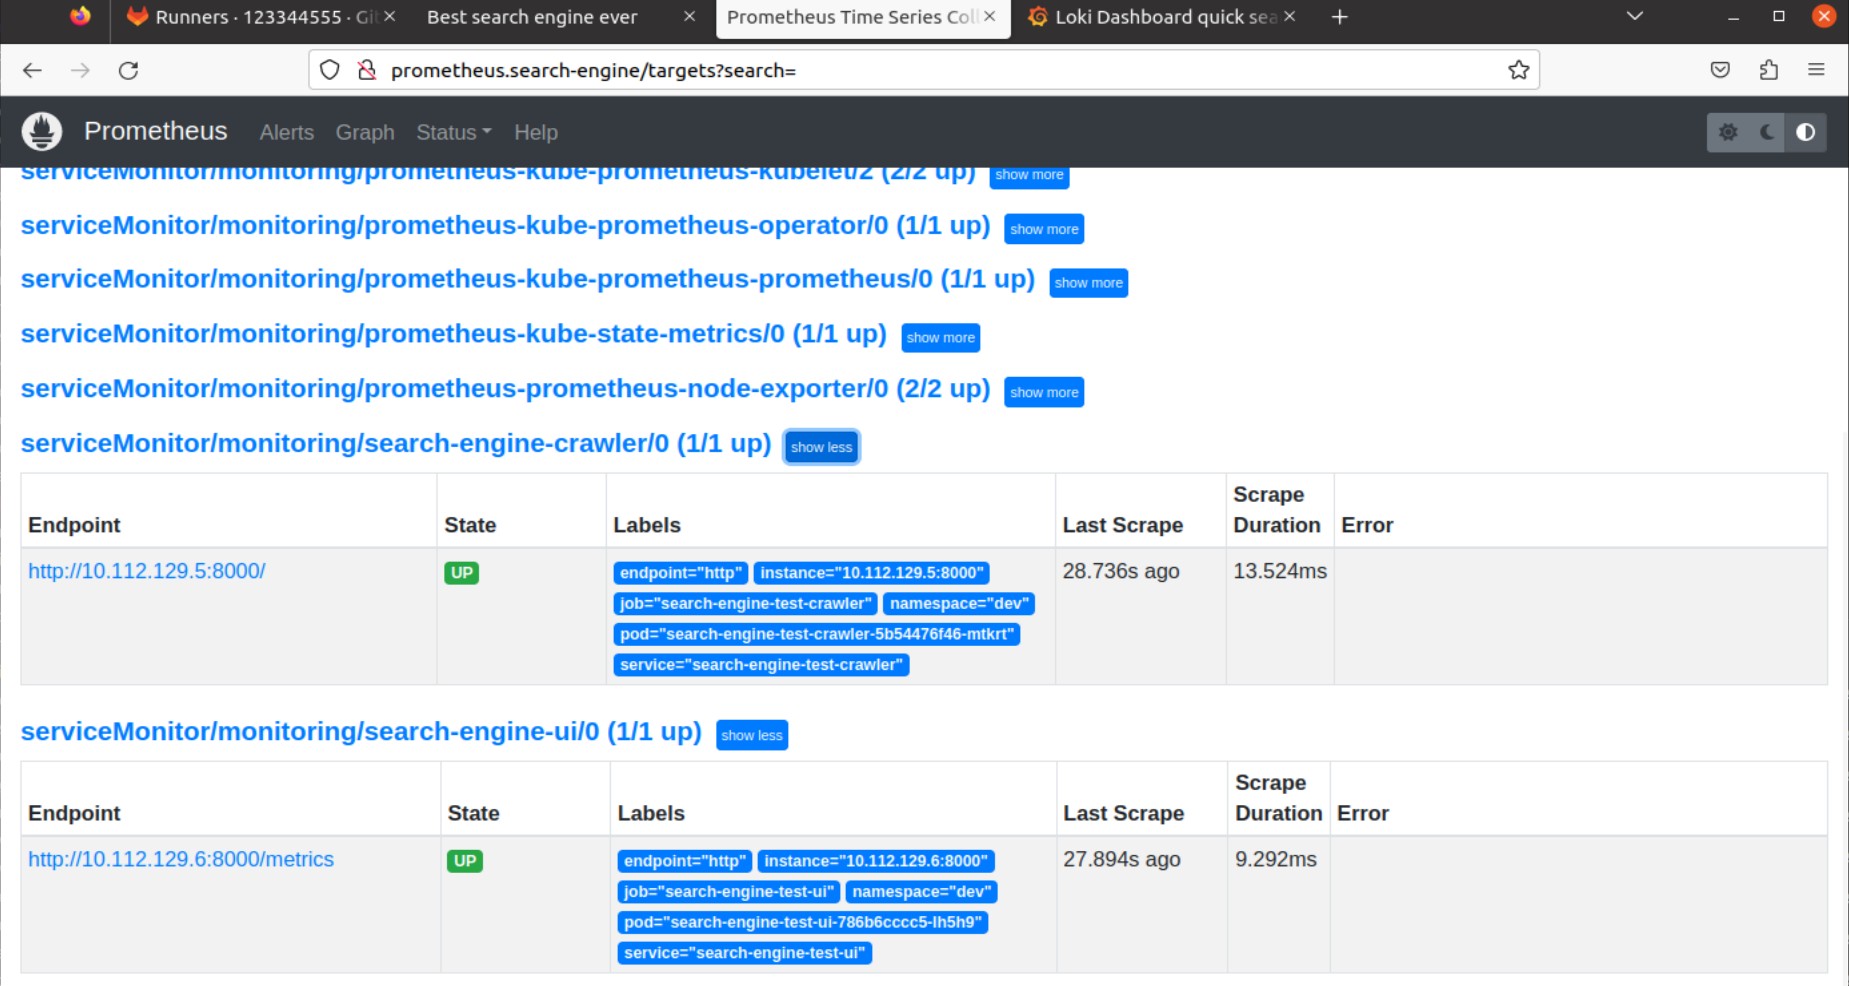 Runners · 123344555 · Git
Best search engine ever
Prometheus Time Series Coll
Loki Dashboard quick sea
prometheus.search-engine/targets?search=
Prometheus Alerts Graph Status Help
serviceMonitor/monitoring/prometheus-kube-prometheus-kubelet/2 (2/2 up) show more
serviceMonitor/monitoring/prometheus-kube-prometheus-operator/0 (1/1 up) show more
serviceMonitor/monitoring/prometheus-kube-prometheus-prometheus/0 (1/1 up) show more
serviceMonitor/monitoring/prometheus-kube-state-metrics/0 (1/1 up) show more
serviceMonitor/monitoring/prometheus-prometheus-node-exporter/0 (2/2 up) show more
serviceMonitor/monitoring/search-engine-crawler/0 (1/1 up) show less
Endpoint State Labels Last Scrape Scrape Duration Error
http://10.112.129.5:8000/ UP endpoint="http" instance="10.112.129.5:8000" 28.736s ago 13.524ms
job="search-engine-test-crawler" namespace="dev"
pod="search-engine-test-crawler-5b54476f46-mtkrt"
service="search-engine-test-crawler"
serviceMonitor/monitoring/search-engine-ui/0 (1/1 up) show less
Endpoint State Labels Last Scrape Scrape Duration Error
http://10.112.129.6:8000/metrics UP endpoint="http" instance="10.112.129.6:8000" 27.894s ago 9.292ms
job="search-engine-test-ui" namespace="dev"
pod="search-engine-test-ui-786b6cccc5-lh5h9"
service="search-engine-test-ui"